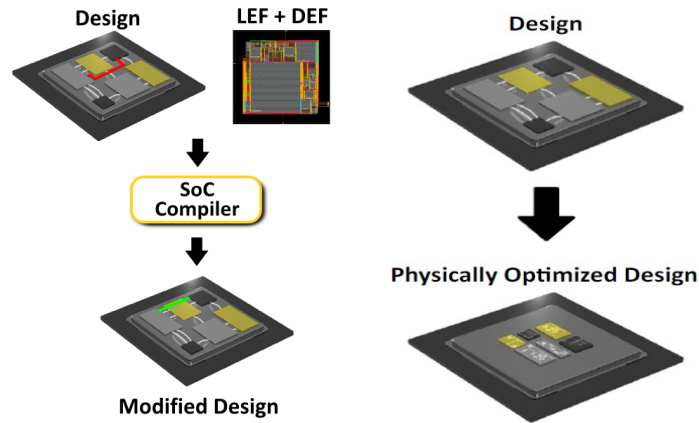 Design
LEF + DEF
SoC
Compiler
Modified Design
Design
Physically Optimized Design